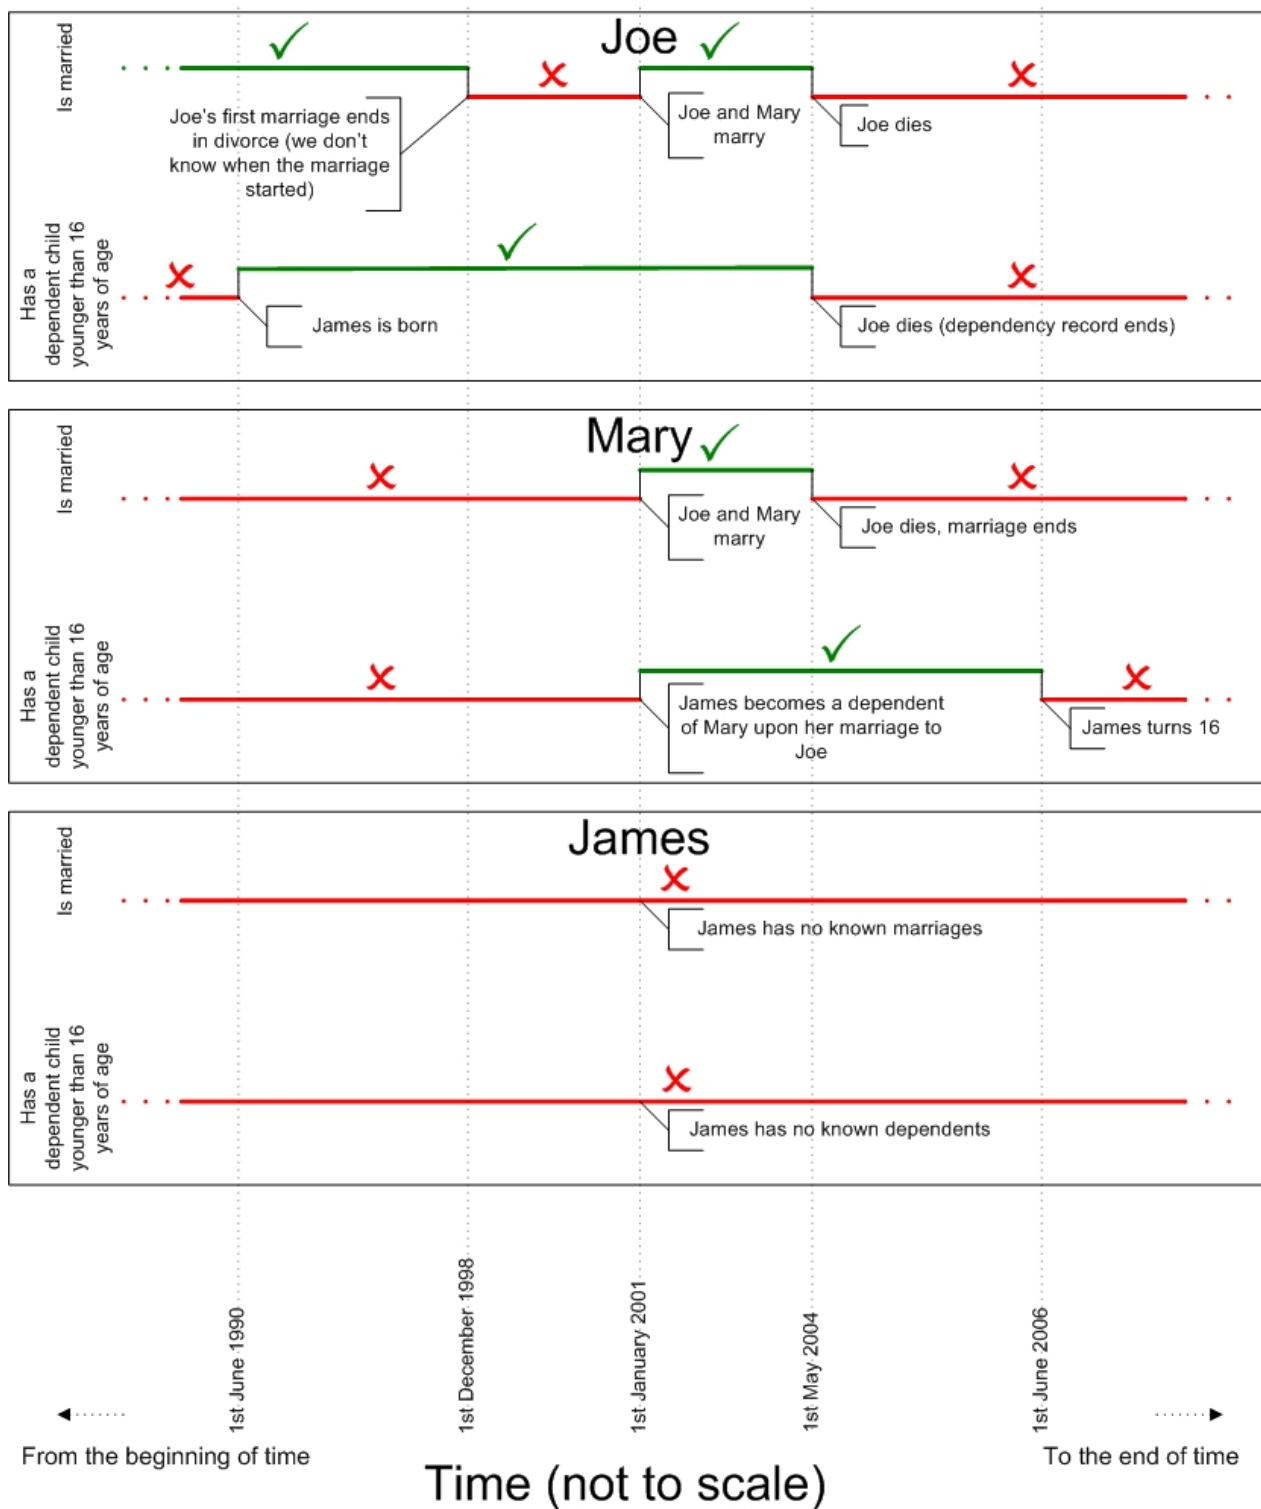 Joe
Is married
Joe's first marriage ends
in divorce (we don't
know when the marriage
started)
Joe and Mary
marry
Joe dies
Has a
dependent child
younger than 16
years of age
James is born
Joe dies (dependency record ends)
Mary
Is married
Joe and Mary
marry
Joe dies, marriage ends
Has a
dependent child
younger than 16
years of age
James becomes a dependent
of Mary upon her marriage to
Joe
James turns 16
James
Is married
James has no known marriages
Has a
dependent child
younger than 16
years of age
James has no known dependents
1st June 1990
1st December 1998
1st January 2001
1st May 2004
1st June 2006
From the beginning of time
To the end of time
Time (not to scale)